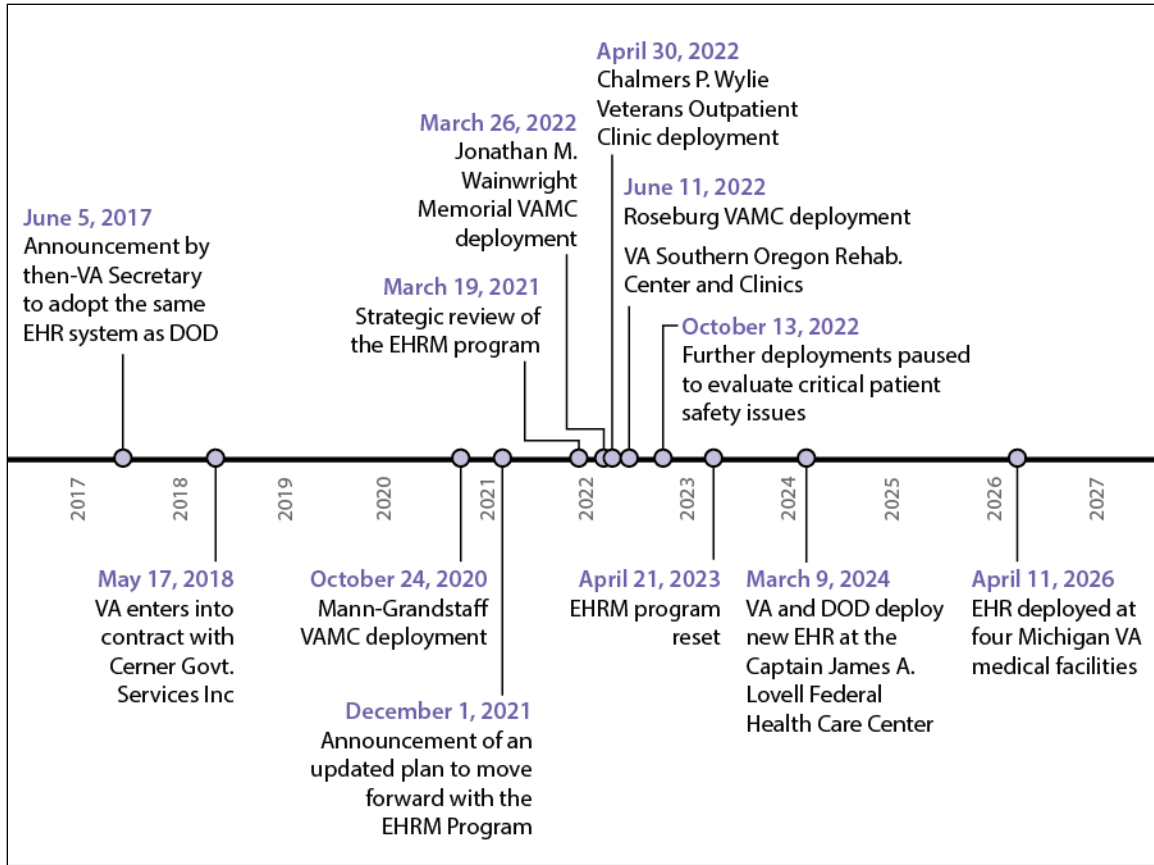 June 5, 2017
Announcement by
then-VA Secretary
to adopt the same
EHR system as DOD
March 26, 2022
Jonathan M.
Wainwright
Memorial VAMC
deployment
March 19, 2021
Strategic review of
the EHRM program
April 30, 2022
Chalmers P. Wylie
Veterans Outpatient
Clinic deployment
June 11, 2022
Roseburg VAMC deployment
VA Southern Oregon Rehab.
Center and Clinics
October 13, 2022
Further deployments paused
to evaluate critical patient
safety issues
2017
2018
2019
2020
2021
2022
2023
2024
2025
2026
2027
May 17, 2018
VA enters into
contract with
Cerner Govt.
Services Inc
October 24, 2020
Mann-Grandstaff
VAMC deployment
December 1, 2021
Announcement of an
updated plan to move
forward with the
EHRM Program
April 21, 2023
EHRM program
reset
March 9, 2024
VA and DOD deploy
new EHR at the
Captain James A.
Lovell Federal
Health Care Center
April 11, 2026
EHR deployed at
four Michigan VA
medical facilities